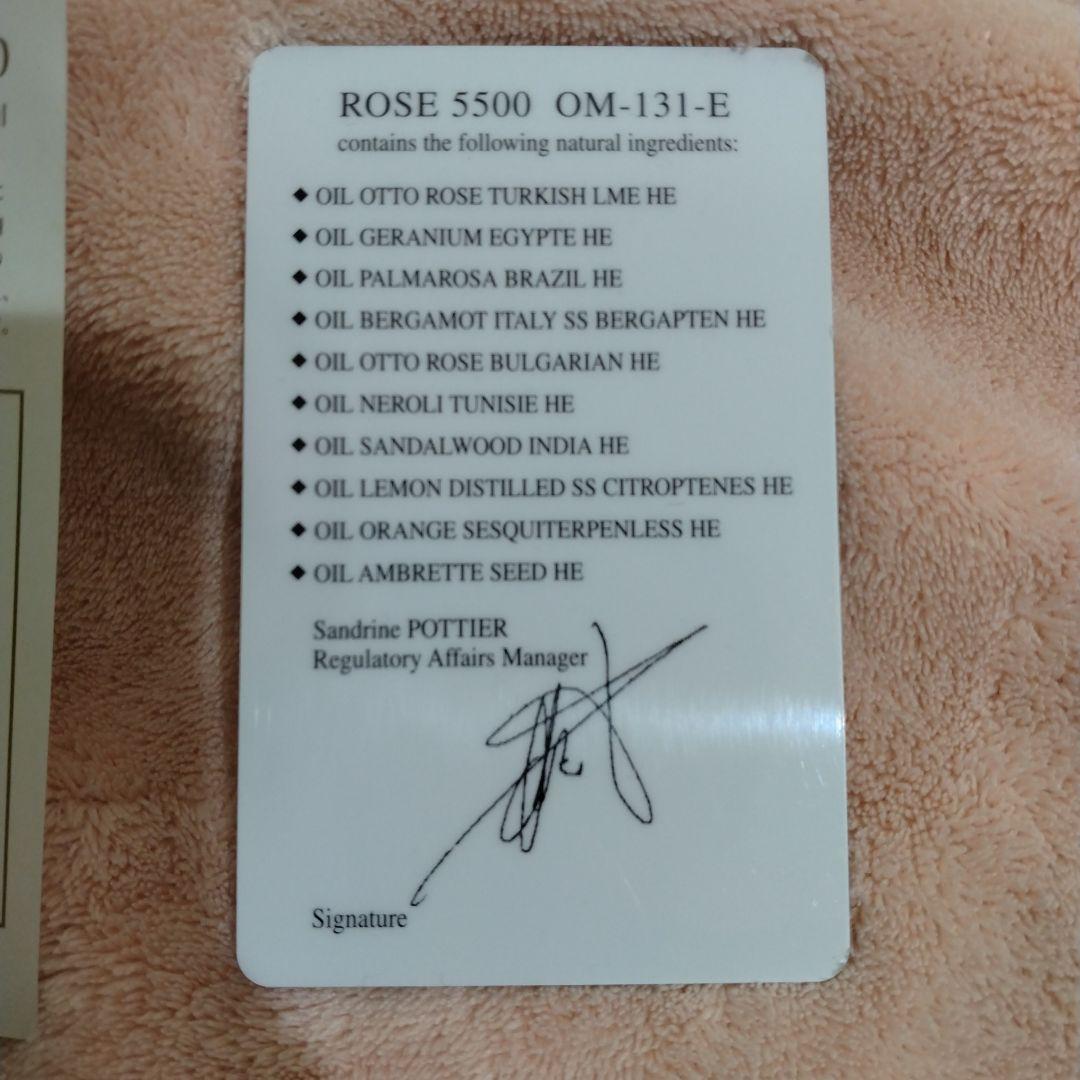 ROSE 5500 OM-131-E
contains the following natural ingredients:
◆ OIL OTTO ROSE TURKISH LME HE
◆ OIL GERANIUM EGYPTE HE
◆ OIL PALMAROSA BRAZIL HE
◆ OIL BERGAMOT ITALY SS BERGAPTEN HE
◆ OIL OTTO ROSE BULGARIAN HE
◆ OIL NEROLI TUNISIE HE
◆ OIL SANDALWOOD INDIA HE
◆ OIL LEMON DISTILLED SS CITROPTENES HE
◆ OIL ORANGE SESQUITERPENLESS HE
◆ OIL AMBRETTE SEED HE
Sandrine POTTIER
Regulatory Affairs Manager
Signature